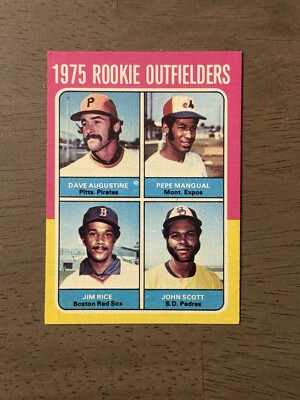 1975 ROOKIE OUTFIELDERS
P
DAVE AUGUSTINE
Pitts. Pirates
PEPE MANGUAL
Mont. Expos
B
JIM RICE
Boston Red Sox
SD
JOHN SCOTT
S.D. Padres